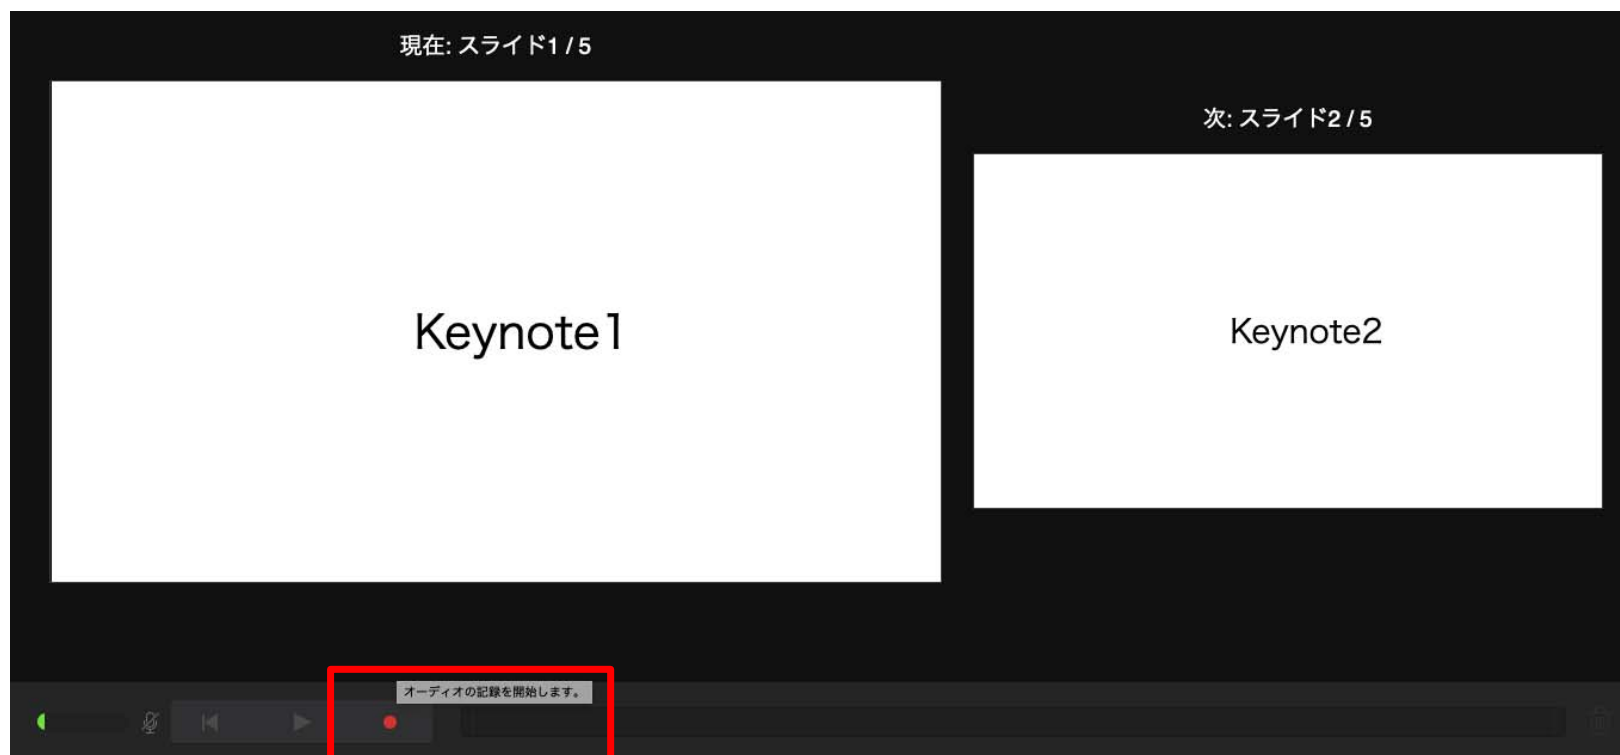 現在: スライド1 / 5
次: スライド2 / 5
Keynote1
Keynote2
オーディオの記録を開始します。